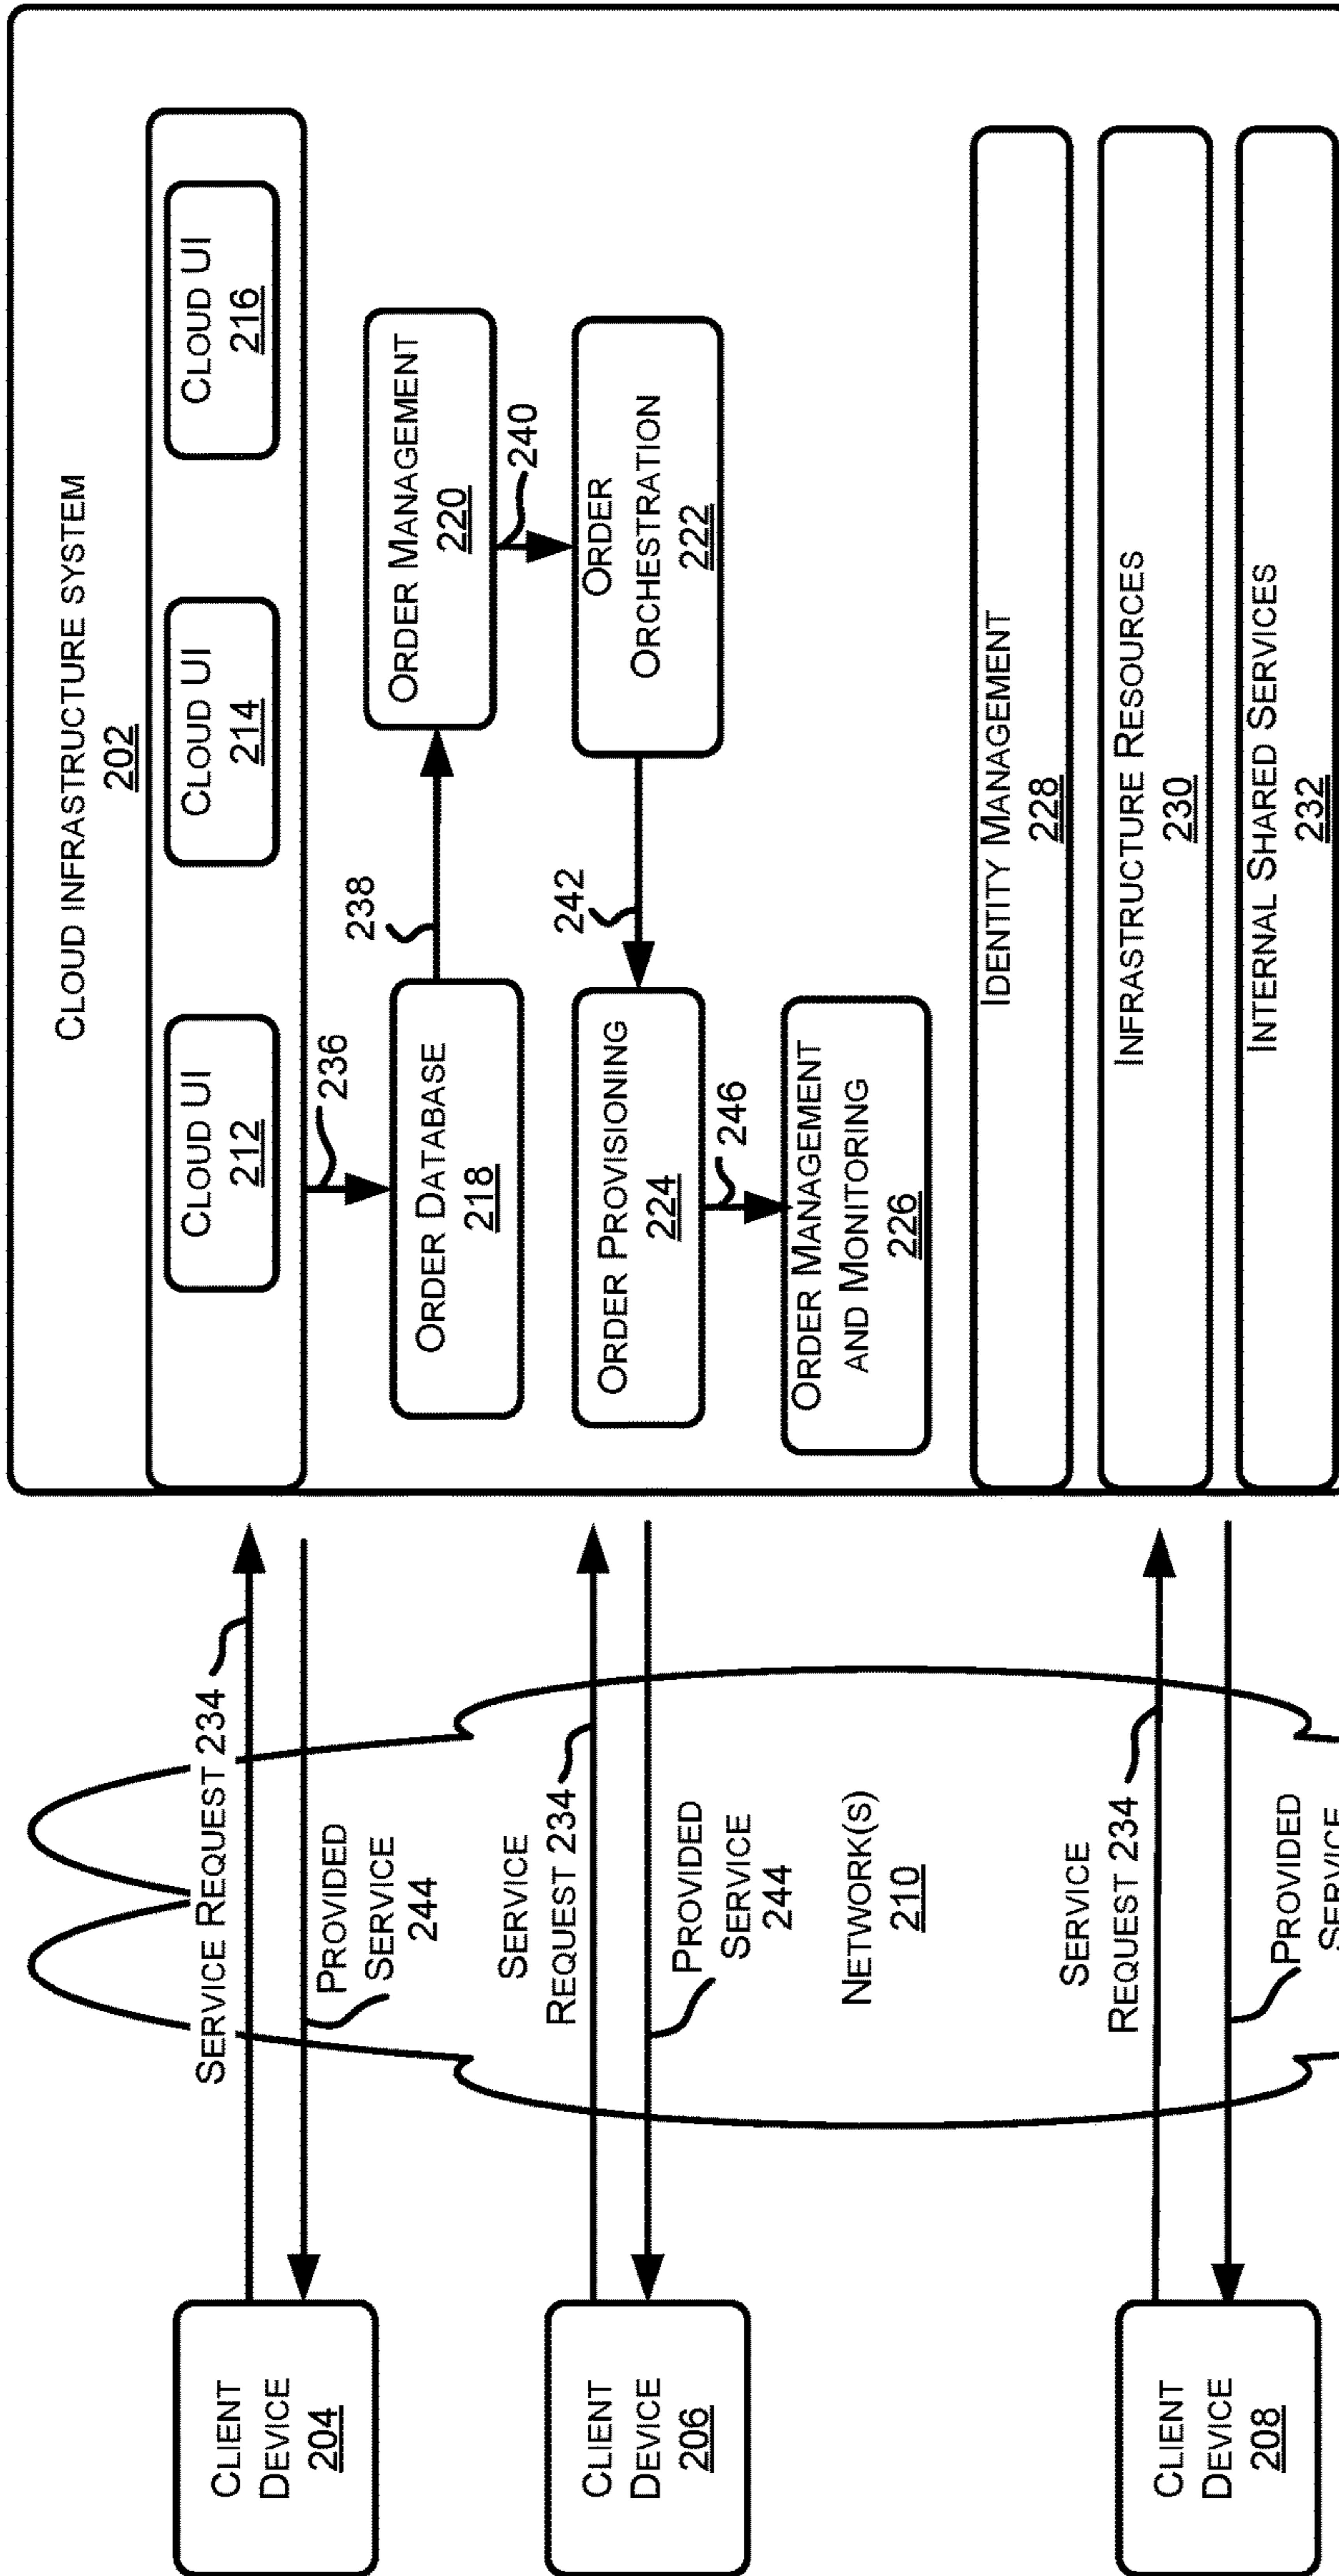 CLOUD INFRASTRUCTURE SYSTEM
202
CLOUD UI
212
CLOUD UI
214
CLOUD UI
216
236
ORDER DATABASE
218
238
ORDER MANAGEMENT
220
240
ORDER
ORCHESTRATION
222
242
ORDER PROVISIONING
224
246
ORDER MANAGEMENT
AND MONITORING
226
IDENTITY MANAGEMENT
228
INFRASTRUCTURE RESOURCES
230
INTERNAL SHARED SERVICES
232
SERVICE REQUEST 234
PROVIDED
SERVICE
244
SERVICE
REQUEST 234
PROVIDED
SERVICE
244
NETWORK(S)
210
SERVICE
REQUEST 234
PROVIDED
SERVICE
CLIENT
DEVICE
204
CLIENT
DEVICE
206
CLIENT
DEVICE
208